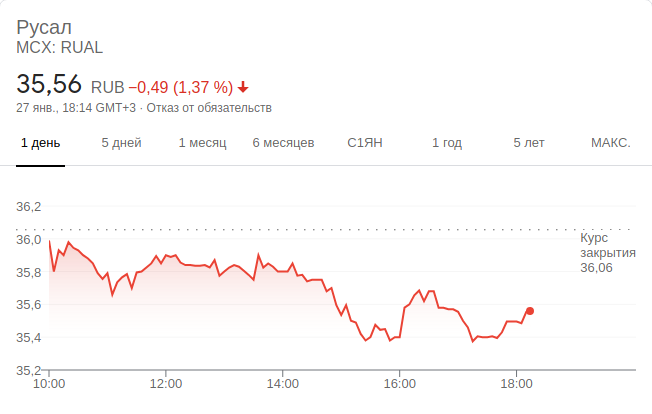 Русал
MCX: RUAL
35,56 RUB −0,49 (1,37 %)
27 янв., 18:14 GMT+3 · Отказ от обязательств
1 день 5 дней 1 месяц 6 месяцев С1ЯН 1 год 5 лет МАКС.
36,2
36,0
35,8
35,6
35,4
35,2
Курс
закрытия
36,06
10:00 12:00 14:00 16:00 18:00